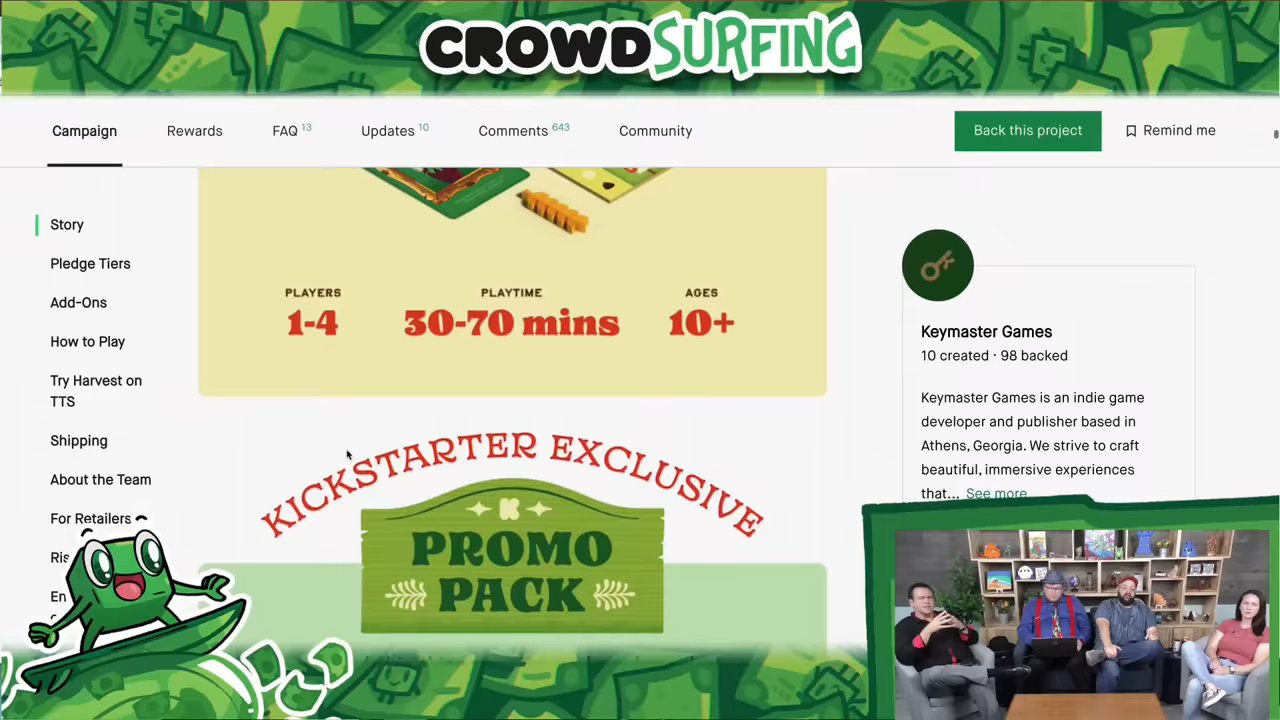 CROWDSURFING
Campaign
Rewards
FAQ 13
Updates 10
Comments 643
Community
Back this project
Remind me
Story
Pledge Tiers
Add-Ons
How to Play
Try Harvest on
TTS
Shipping
About the Team
For Retailers
Ris
En
PLAYERS
1-4
PLAYTIME
30-70 mins
AGES
10+
KICKSTARTER EXCLUSIVE
PROMO
PACK
Keymaster Games
10 created · 98 backed
Keymaster Games is an indie game
developer and publisher based in
Athens, Georgia. We strive to craft
beautiful, immersive experiences
that... See more